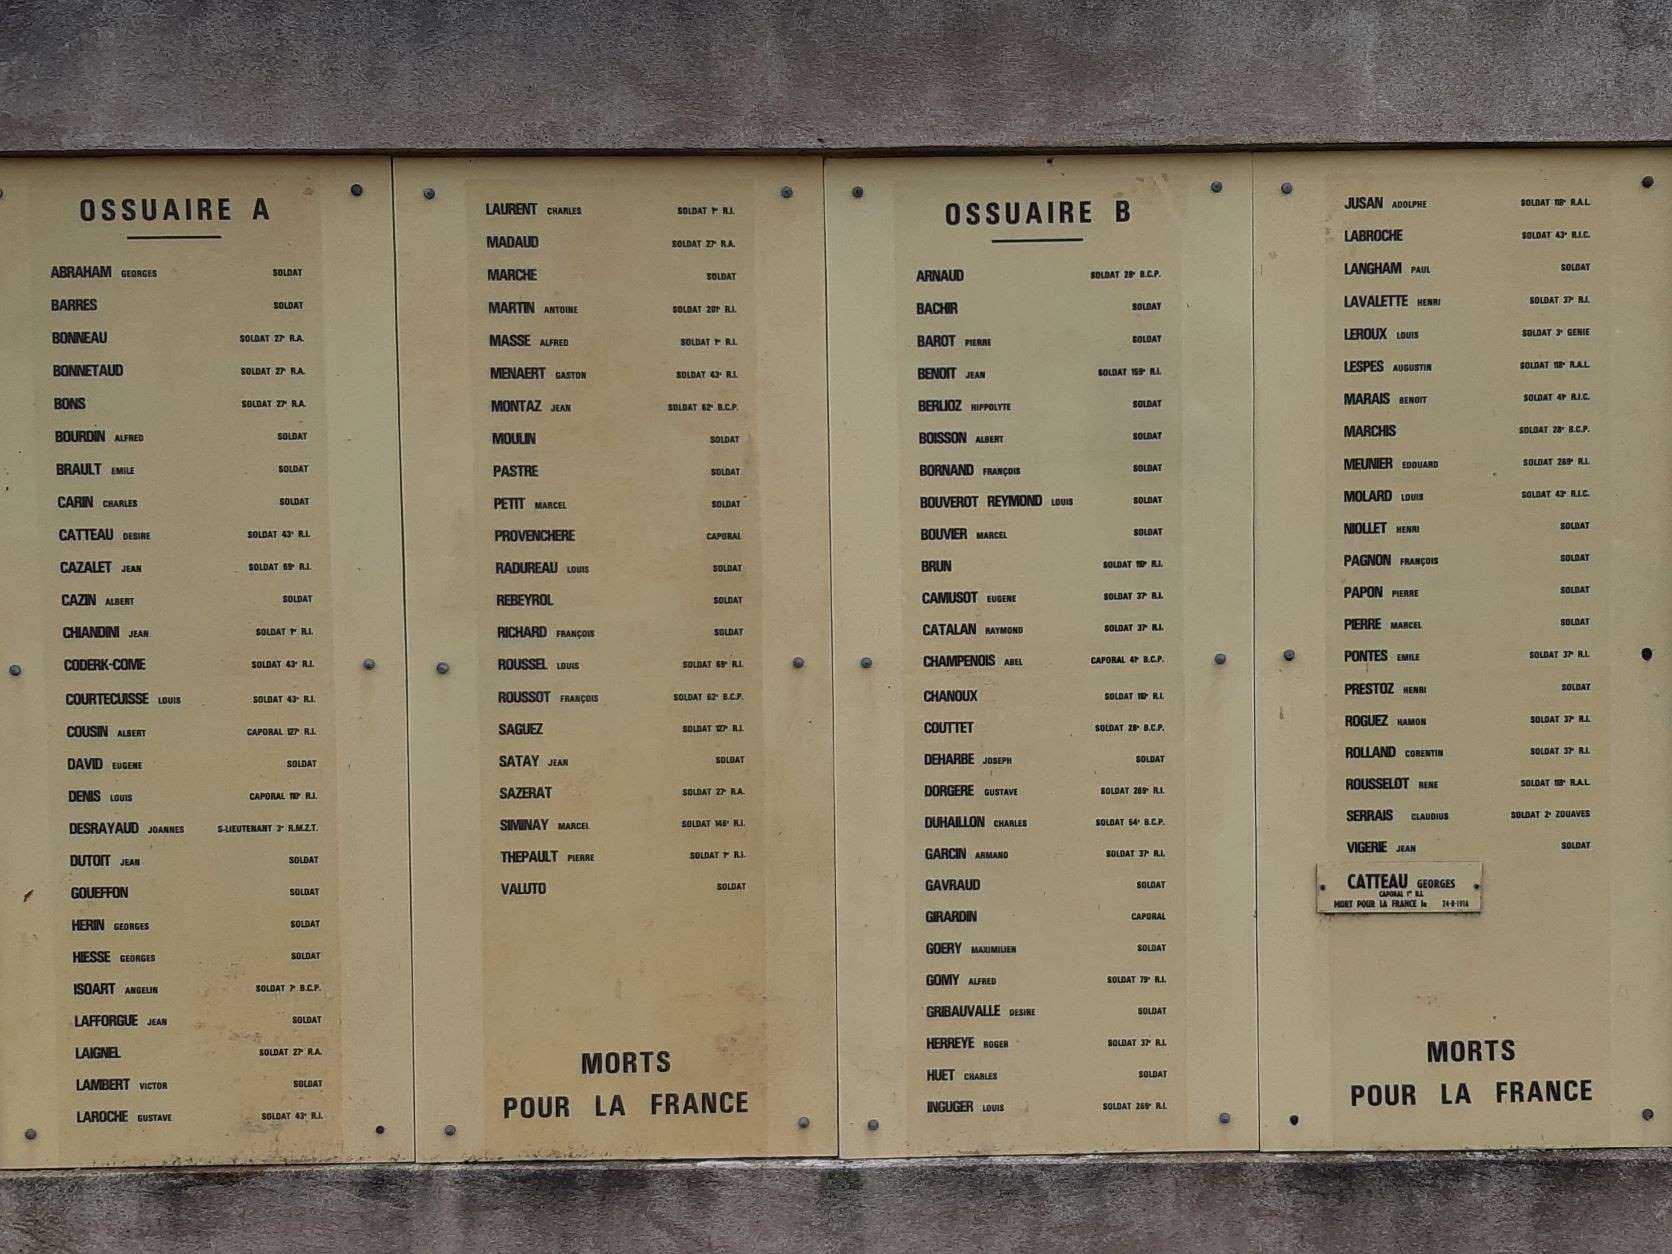 OSSUAIRE A
ABRAHAM GEORGES SOLDAT
BARRES SOLDAT
BONNEAU SOLDAT 27e R.A.
BONNETAUD SOLDAT 27e R.A.
BONS SOLDAT 27e R.A.
BOURDIN ALFRED SOLDAT
BRAULT EMILE SOLDAT
CARIN CHARLES SOLDAT
CATTEAU DESIRE SOLDAT 43e R.I.
CAZALET JEAN SOLDAT 69e R.I.
CAZIN ALBERT SOLDAT
CHIANDINI JEAN SOLDAT 1er R.I.
CODERK-COME SOLDAT 43e R.I.
COURTECUISSE LOUIS SOLDAT 43e R.I.
COUSIN ALBERT CAPORAL 127e R.I.
DAVID EUGENE SOLDAT
DENIS LOUIS CAPORAL 110e R.I.
DESRAYAUD JOANNES S-LIEUTENANT 3e R.M.Z.T.
DUTOIT JEAN SOLDAT
GOUEFFON SOLDAT
HERIN GEORGES SOLDAT
HIESSE GEORGES SOLDAT
ISOART ANGELIN SOLDAT 7e B.C.P.
LAFFORGUE JEAN SOLDAT
LAIGNEL SOLDAT 27e R.A.
LAMBERT VICTOR SOLDAT
LAROCHE GUSTAVE SOLDAT 43e R.I.
LAURENT CHARLES SOLDAT 1er R.I.
MADAUD SOLDAT 27e R.A.
MARCHE SOLDAT
MARTIN ANTOINE SOLDAT 201e R.I.
MASSE ALFRED SOLDAT 1er R.I.
MENAERT GASTON SOLDAT 43e R.I.
MONTAZ JEAN SOLDAT 62e B.C.P.
MOULIN SOLDAT
PASTRE SOLDAT
PETIT MARCEL SOLDAT
PROVENCHERE CAPORAL
RADUREAU LOUIS SOLDAT
REBEYROL SOLDAT
RICHARD FRANÇOIS SOLDAT
ROUSSEL LOUIS SOLDAT 69e R.I.
ROUSSOT FRANÇOIS SOLDAT 62e B.C.P.
SAGUEZ SOLDAT 127e R.I.
SATAY JEAN SOLDAT
SAZERAT SOLDAT 27e R.A.
SIMINAY MARCEL SOLDAT 146e R.I.
THEPAULT PIERRE SOLDAT 1er R.I.
VALUTO SOLDAT
MORTS
POUR LA FRANCE
OSSUAIRE B
ARNAUD SOLDAT 28e B.C.P.
BACHIR SOLDAT
BAROT PIERRE SOLDAT
BENOIT JEAN SOLDAT 159e R.I.
BERLIOZ HIPPOLYTE SOLDAT
BOISSON ALBERT SOLDAT
BORNAND FRANÇOIS SOLDAT
BOUVEROT REYMOND LOUIS SOLDAT
BOUVIER MARCEL SOLDAT
BRUN SOLDAT 110e R.I.
CAMUSOT EUGENE SOLDAT 37e R.I.
CATALAN RAYMOND SOLDAT 37e R.I.
CHAMPENOIS ABEL CAPORAL 41e B.C.P.
CHANOUX SOLDAT 110e R.I.
COUTTET SOLDAT 28e B.C.P.
DEHARBE JOSEPH SOLDAT
DORGERE GUSTAVE SOLDAT 269e R.I.
DUHAILLON CHARLES SOLDAT 54e B.C.P.
GARCIN ARMAND SOLDAT 37e R.I.
GAVRAUD SOLDAT
GIRARDIN CAPORAL
GOERY MAXIMILIEN SOLDAT
GOMY ALFRED SOLDAT 79e R.I.
GRIBAUVALLE DESIRE SOLDAT
HERREYE ROGER SOLDAT 37e R.I.
HUET CHARLES SOLDAT
INGUGER LOUIS SOLDAT 269e R.I.
JUSAN ADOLPHE SOLDAT 118e R.A.L.
LABROCHE SOLDAT 43e R.I.C.
LANGHAM PAUL SOLDAT
LAVALETTE HENRI SOLDAT 37e R.I.
LEROUX LOUIS SOLDAT 3e GENIE
LESPES AUGUSTIN SOLDAT 118e R.A.L.
MARAIS BENOIT SOLDAT 41e R.I.C.
MARCHIS SOLDAT 28e B.C.P.
MEUNIER EDOUARD SOLDAT 269e R.I.
MOLARD LOUIS SOLDAT 43e R.I.C.
NIOLLET HENRI SOLDAT
PAGNON FRANÇOIS SOLDAT
PAPON PIERRE SOLDAT
PIERRE MARCEL SOLDAT
PONTES EMILE SOLDAT 37e R.I.
PRESTOZ HENRI SOLDAT
ROGUEZ HAMON SOLDAT 37e R.I.
ROLLAND CORENTIN SOLDAT 37e R.I.
ROUSSELOT RENE SOLDAT 118e R.A.L.
SERRAIS CLAUDIUS SOLDAT 2e ZOUAVES
VIGERIE JEAN SOLDAT
CATTEAU GEORGES
CAPORAL 1er R.I.
MORT POUR LA FRANCE le 24-8-1916
MORTS
POUR LA FRANCE